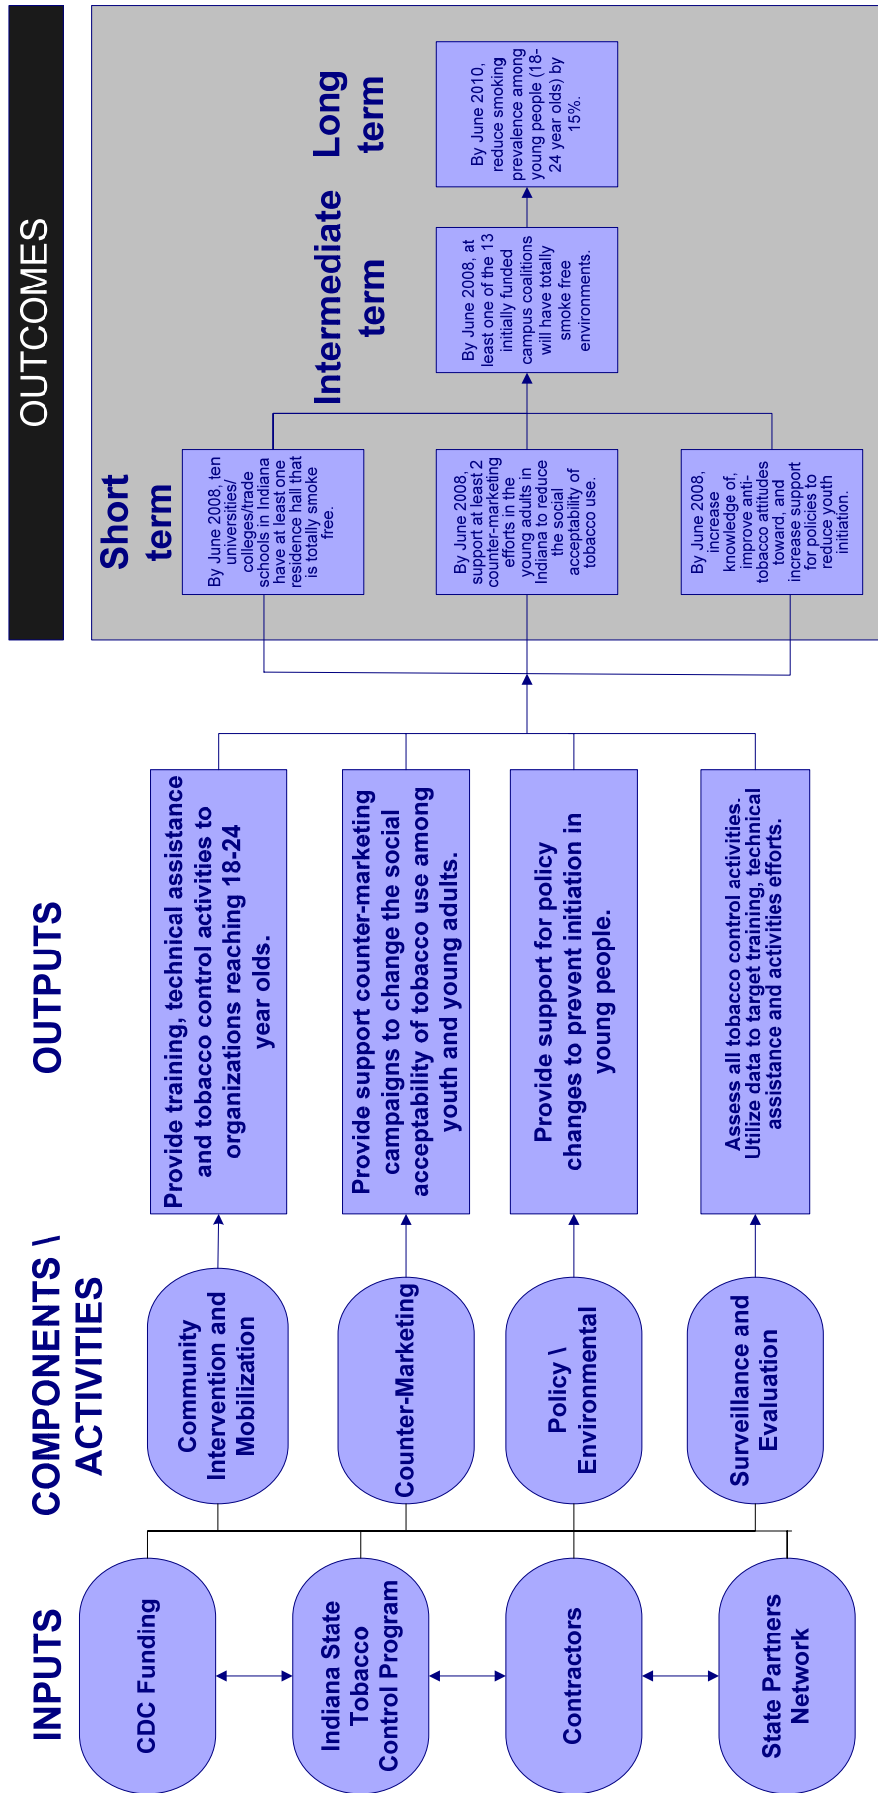 OUTCOMES
INPUTS
COMPONENTS \
ACTIVITIES
OUTPUTS
Short
term
Intermediate
term
Long
term
CDC Funding
Indiana State
Tobacco
Control Program
Contractors
State Partners
Network
Community
Intervention and
Mobilization
Counter-Marketing
Policy \
Environmental
Surveillance and
Evaluation
Provide training, technical assistance
and tobacco control activities to
organizations reaching 18-24
year olds.
Provide support counter-marketing
campaigns to change the social
acceptability of tobacco use among
youth and young adults.
Provide support for policy
changes to prevent initiation in
young people.
Assess all tobacco control activities.
Utilize data to target training, technical
assistance and activities efforts.
By June 2008, ten
universities/
colleges/trade
schools in Indiana
have at least one
residence hall that
is totally smoke
free.
By June 2008,
support at least 2
counter-marketing
efforts in the
young adults in
Indiana to reduce
the social
acceptability of
tobacco use.
By June 2008,
increase
knowledge of,
improve anti-
tobacco attitudes
toward, and
increase support
for policies to
reduce youth
initiation.
By June 2008, at
least one of the 13
initially funded
campus coalitions
will have totally
smoke free
environments.
By June 2010,
reduce smoking
prevalence among
young people (18-
24 year olds) by
15%.